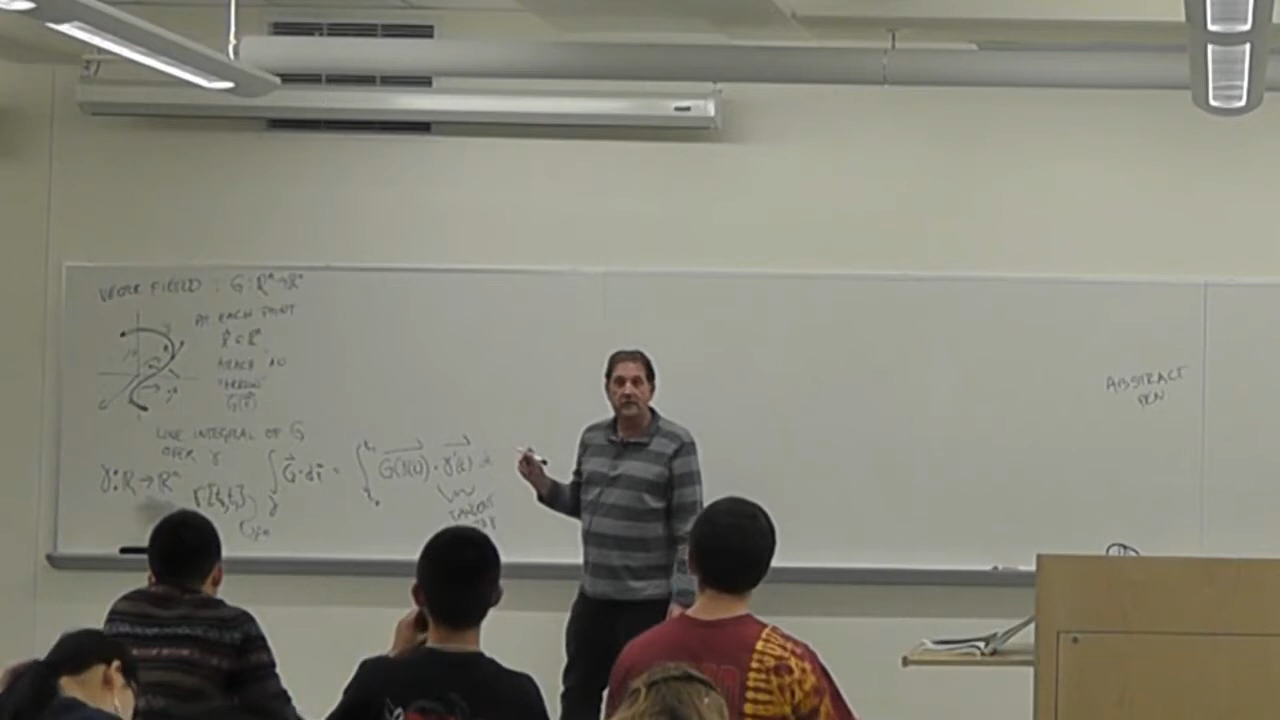 VECTOR FIELD : G : ℝⁿ→ℝⁿ
AT EACH POINT
ATTACH AN
"ARROW"
LINE INTEGRAL OF G
OVER γ
γ: ℝ → ℝⁿ
∫γ G⃗·dr⃗ = ∫ G(γ(t))·γ'(t) dt
TANGENT
ABSTRACT
PEN